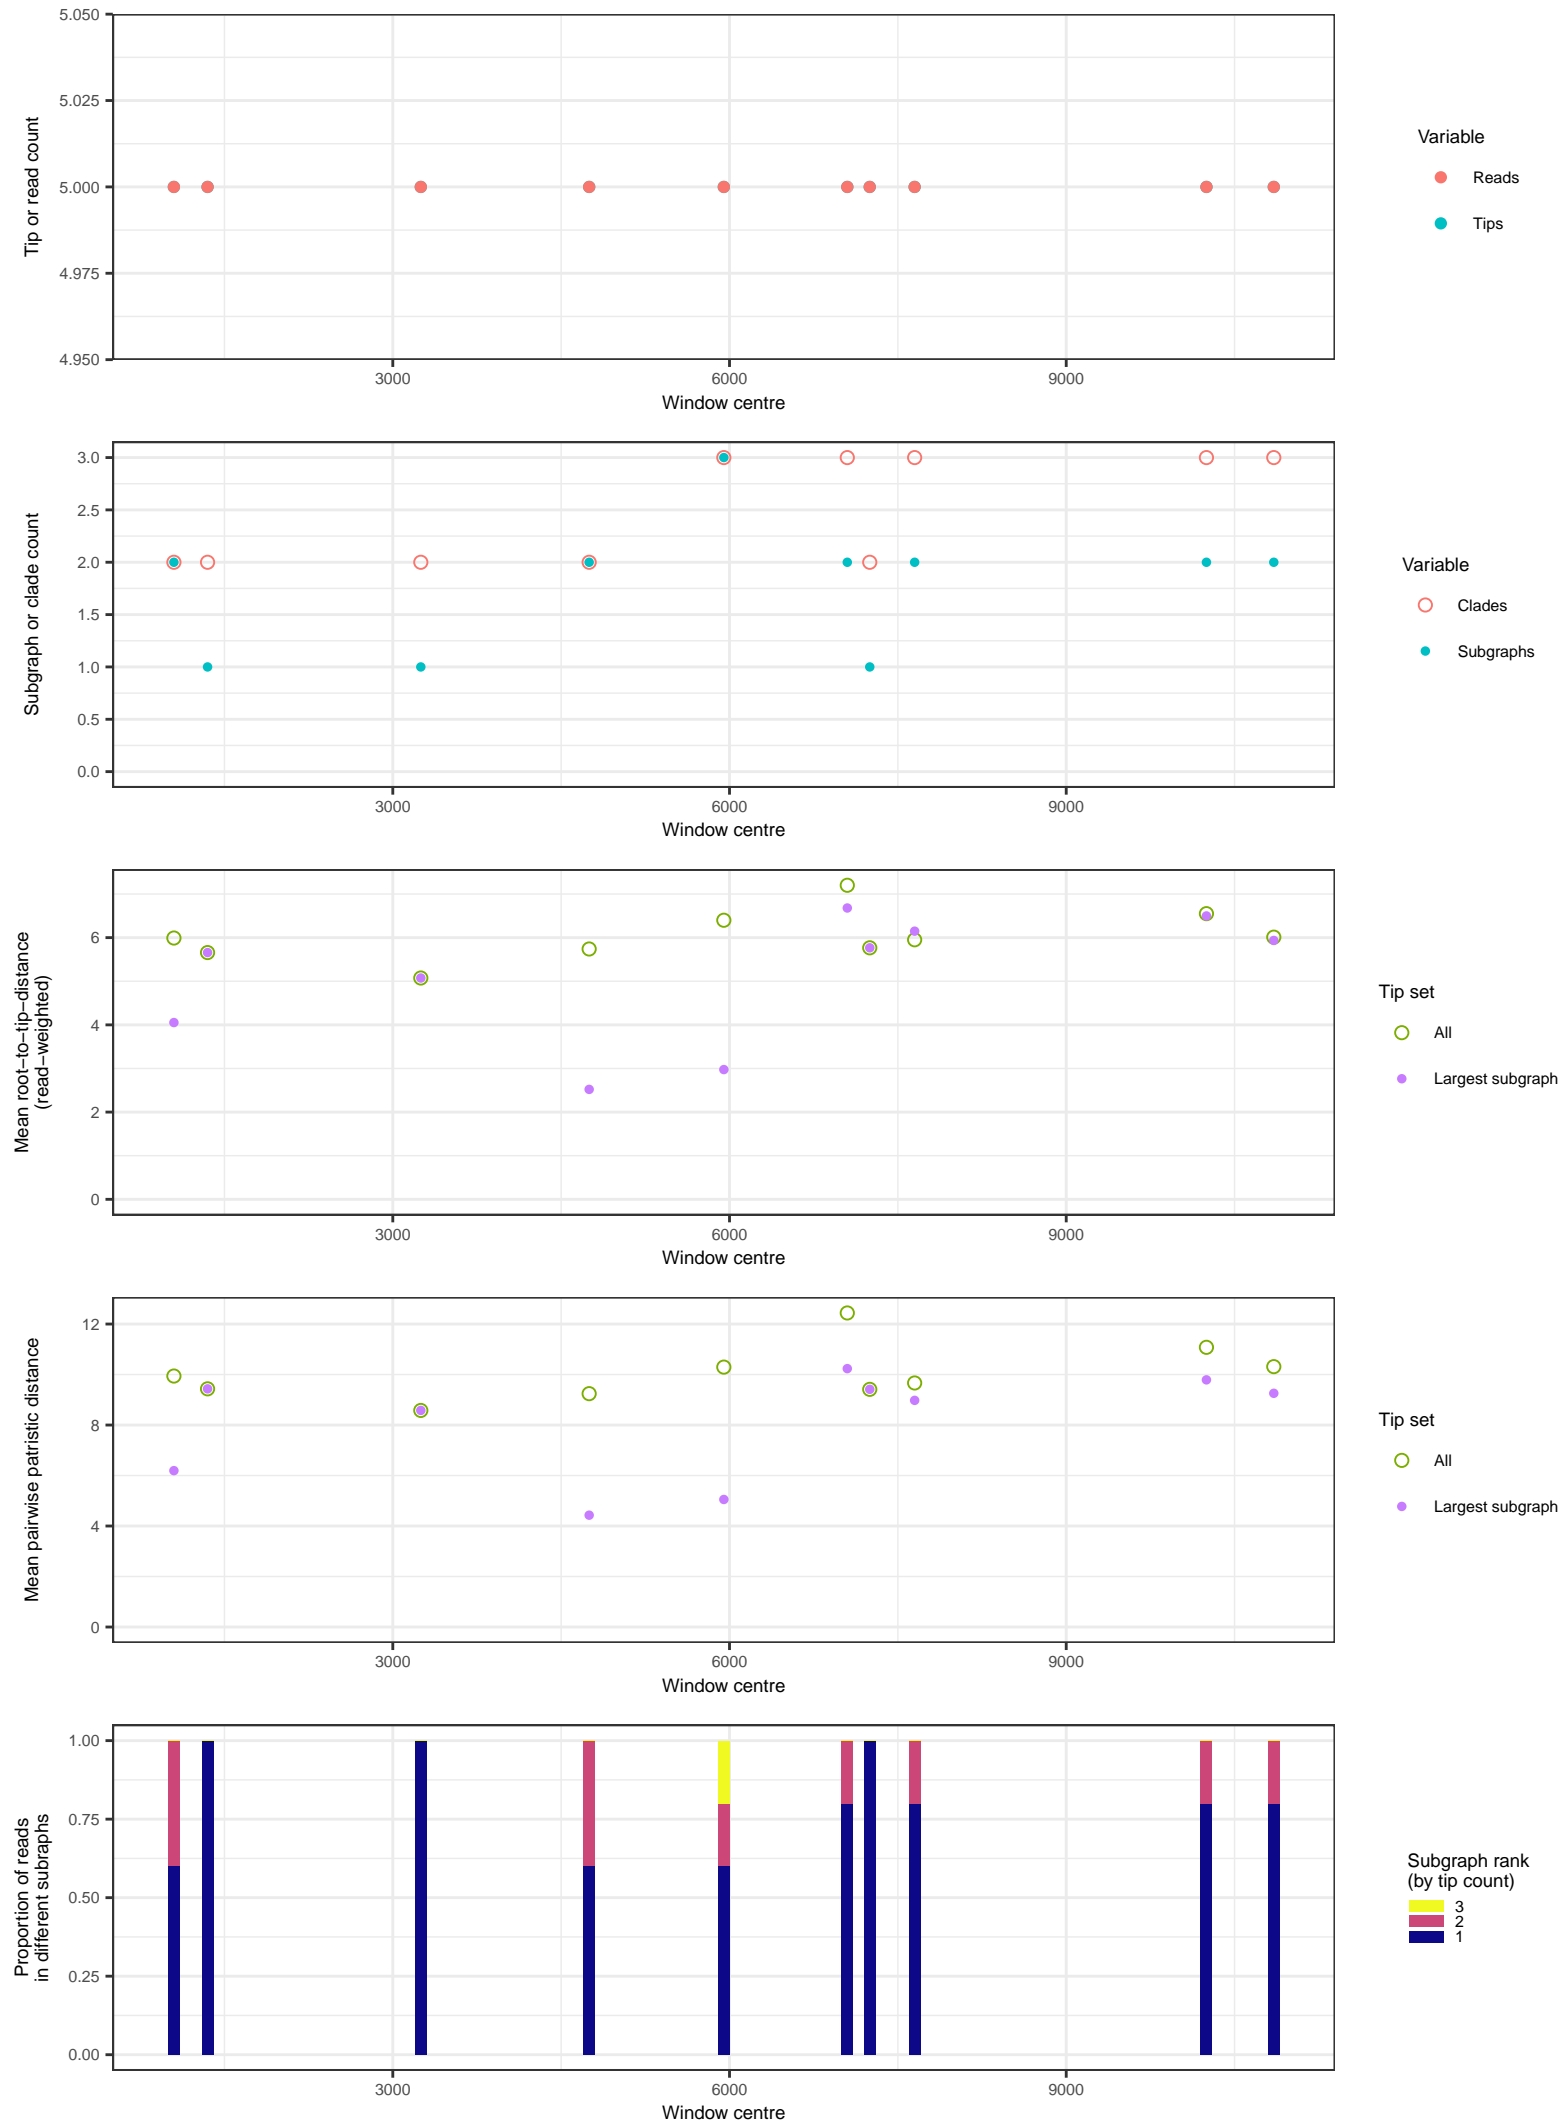 5.050
5.025
5.000
4.975
4.950
Tip or read count
3000 6000 9000
Window centre
Variable
Reads
Tips
3.0
2.5
2.0
1.5
1.0
0.5
0.0
Subgraph or clade count
3000 6000 9000
Window centre
Variable
Clades
Subgraphs
6
4
2
0
Mean root−to−tip−distance
(read−weighted)
3000 6000 9000
Window centre
Tip set
All
Largest subgraph
12
8
4
0
Mean pairwise patristic distance
3000 6000 9000
Window centre
Tip set
All
Largest subgraph
1.00
0.75
0.50
0.25
0.00
Proportion of reads
in different subraphs
3000 6000 9000
Window centre
Subgraph rank
(by tip count)
3
2
1